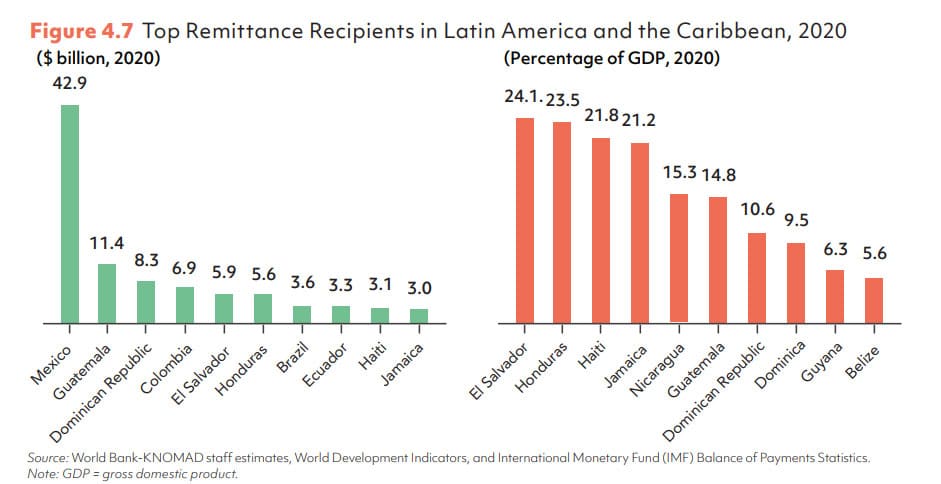 Figure 4.7 Top Remittance Recipients in Latin America and the Caribbean, 2020
($ billion, 2020)
42.9
11.4
8.3
6.9
5.9
5.6
3.6
3.3
3.1
3.0
Mexico
Guatemala
Dominican Republic
Colombia
El Salvador
Honduras
Brazil
Ecuador
Haiti
Jamaica
(Percentage of GDP, 2020)
24.1.
23.5
21.8
21.2
15.3
14.8
10.6
9.5
6.3
5.6
El Salvador
Honduras
Haiti
Jamaica
Nicaragua
Guatemala
Dominican Republic
Dominica
Guyana
Belize
Source: World Bank-KNOMAD staff estimates, World Development Indicators, and International Monetary Fund (IMF) Balance of Payments Statistics.
Note: GDP = gross domestic product.